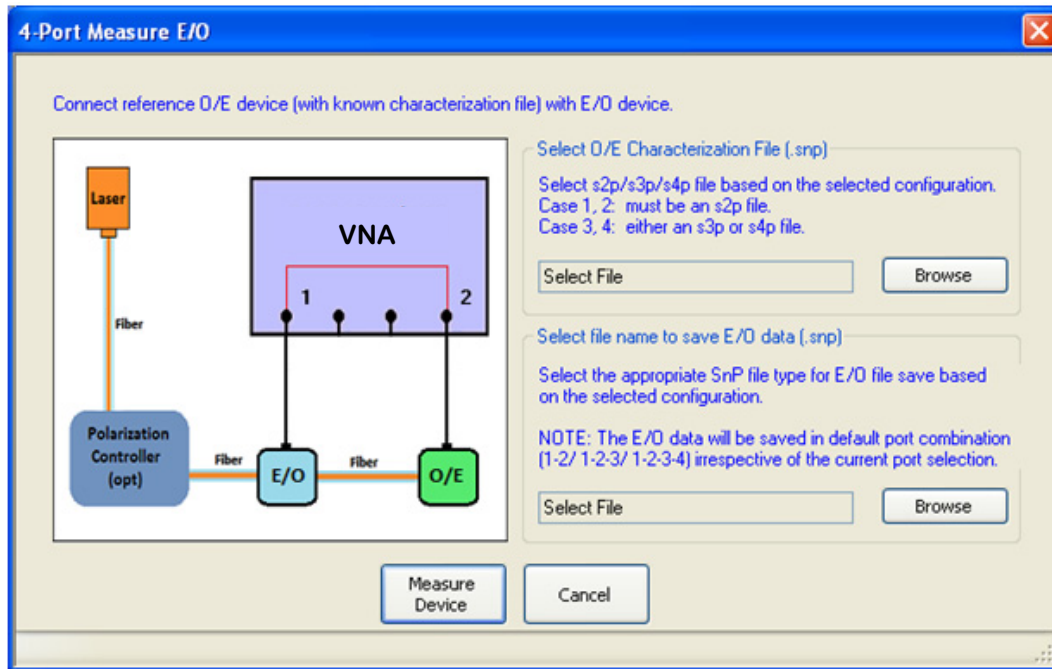 4-Port Measure E/O
Connect reference O/E device (with known characterization file) with E/O device.
Laser
Fiber
VNA
1
2
Polarization
Controller
(opt)
Fiber
E/O
Fiber
O/E
Select O/E Characterization File (.snp)
Select s2p/s3p/s4p file based on the selected configuration.
Case 1, 2: must be an s2p file.
Case 3, 4: either an s3p or s4p file.
Select File
Browse
Select file name to save E/O data (.snp)
Select the appropriate SnP file type for E/O file save based
on the selected configuration.
NOTE: The E/O data will be saved in default port combination
(1-2/ 1-2-3/ 1-2-3-4) irrespective of the current port selection.
Select File
Browse
Measure
Device
Cancel